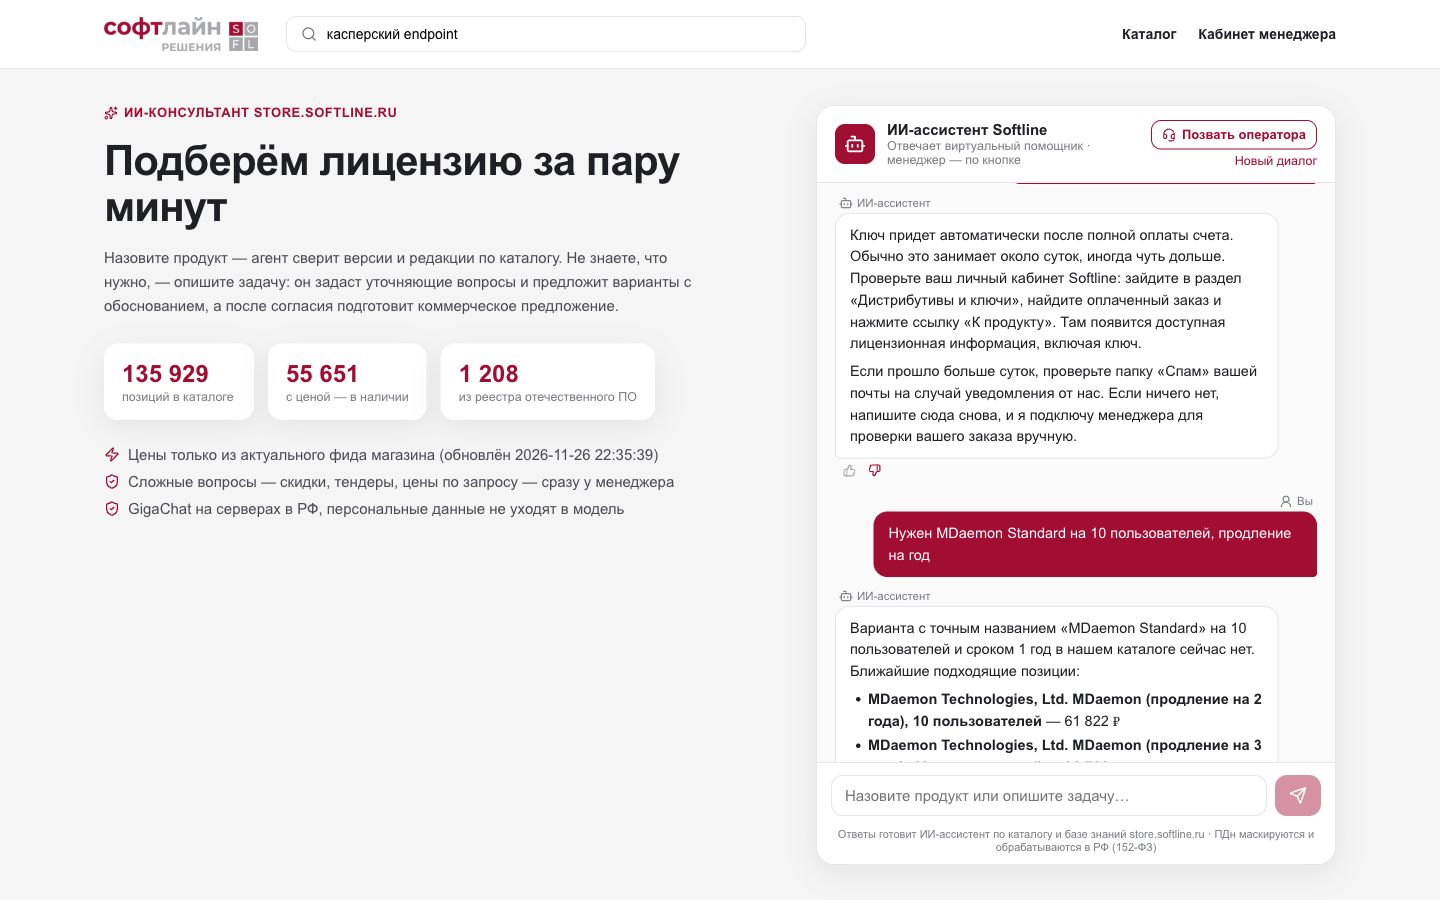 софтлайн
РЕШЕНИЯ
S O
F L
касперский endpoint
Каталог
Кабинет менеджера
ИИ-КОНСУЛЬТАНТ STORE.SOFTLINE.RU
Подберём лицензию за пару
минут
Назовите продукт — агент сверит версии и редакции по каталогу. Не знаете, что
нужно, — опишите задачу: он задаст уточняющие вопросы и предложит варианты с
обоснованием, а после согласия подготовит коммерческое предложение.
135 929
позиций в каталоге
55 651
с ценой — в наличии
1 208
из реестра отечественного ПО
Цены только из актуального фида магазина (обновлён 2026-11-26 22:35:39)
Сложные вопросы — скидки, тендеры, цены по запросу — сразу у менеджера
GigaChat на серверах в РФ, персональные данные не уходят в модель
ИИ-ассистент Softline
Отвечает виртуальный помощник ·
менеджер — по кнопке
Позвать оператора
Новый диалог
ИИ-ассистент
Ключ придет автоматически после полной оплаты счета.
Обычно это занимает около суток, иногда чуть дольше.
Проверьте ваш личный кабинет Softline: зайдите в раздел
«Дистрибутивы и ключи», найдите оплаченный заказ и
нажмите ссылку «К продукту». Там появится доступная
лицензионная информация, включая ключ.
Если прошло больше суток, проверьте папку «Спам» вашей
почты на случай уведомления от нас. Если ничего нет,
напишите сюда снова, и я подключу менеджера для
проверки вашего заказа вручную.
Вы
Нужен MDaemon Standard на 10 пользователей, продление
на год
ИИ-ассистент
Варианта с точным названием «MDaemon Standard» на 10
пользователей и сроком 1 год в нашем каталоге сейчас нет.
Ближайшие подходящие позиции:
• MDaemon Technologies, Ltd. MDaemon (продление на 2
года), 10 пользователей — 61 822 ₽
• MDaemon Technologies, Ltd. MDaemon (продление на 3
Назовите продукт или опишите задачу…
Ответы готовит ИИ-ассистент по каталогу и базе знаний store.softline.ru · ПДн маскируются и
обрабатываются в РФ (152-ФЗ)